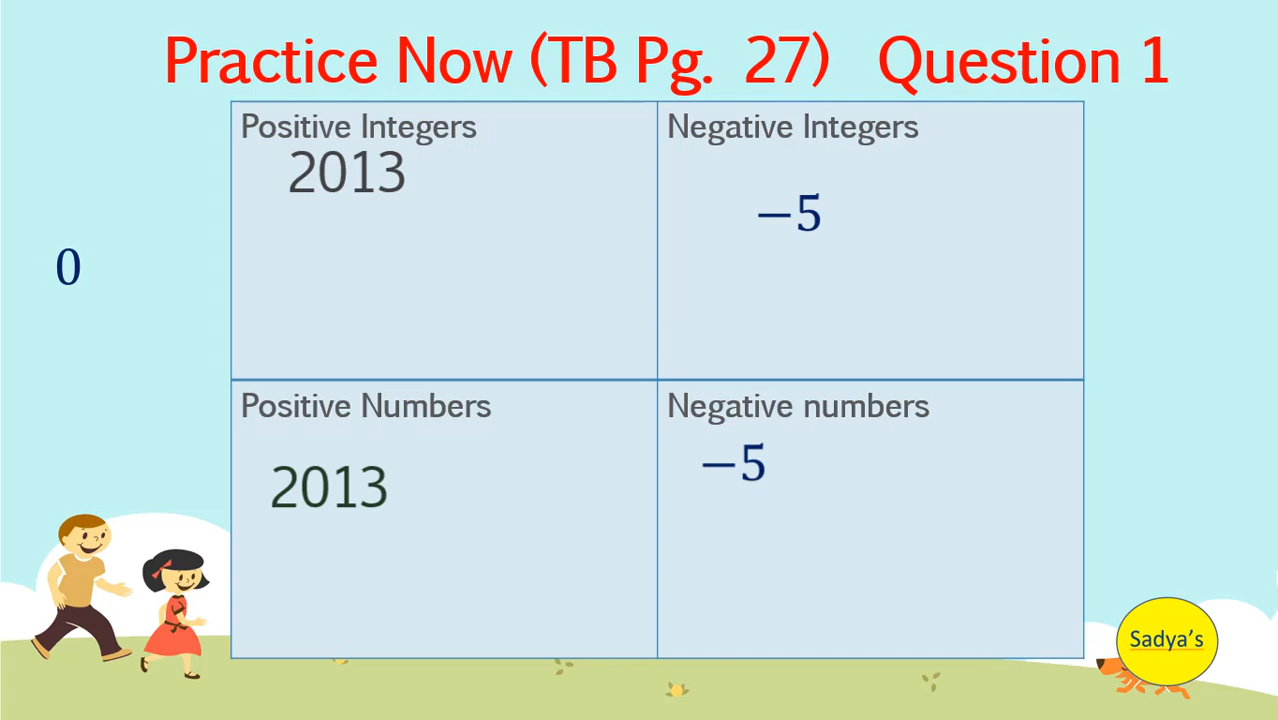 Practice Now (TB Pg. 27) Question 1
Positive Integers
2013
Negative Integers
−5
0
Positive Numbers
2013
Negative numbers
−5
Sadya's